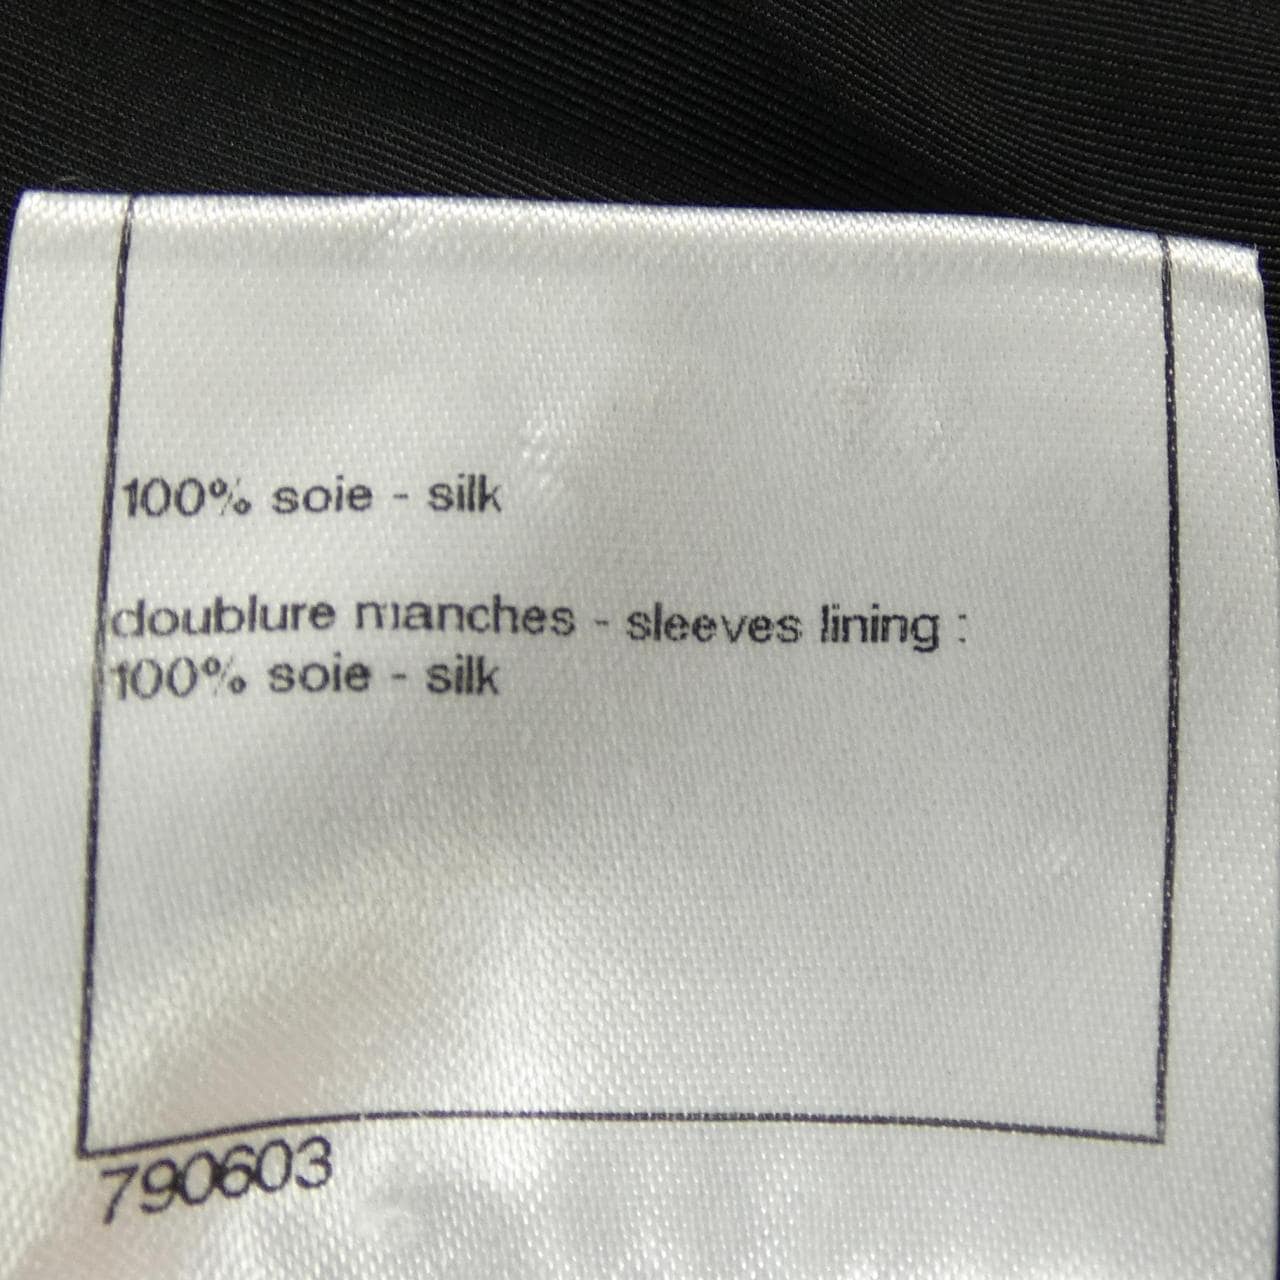 100% soie - silk
doublure manches - sleeves lining :
100% soie - silk
790603